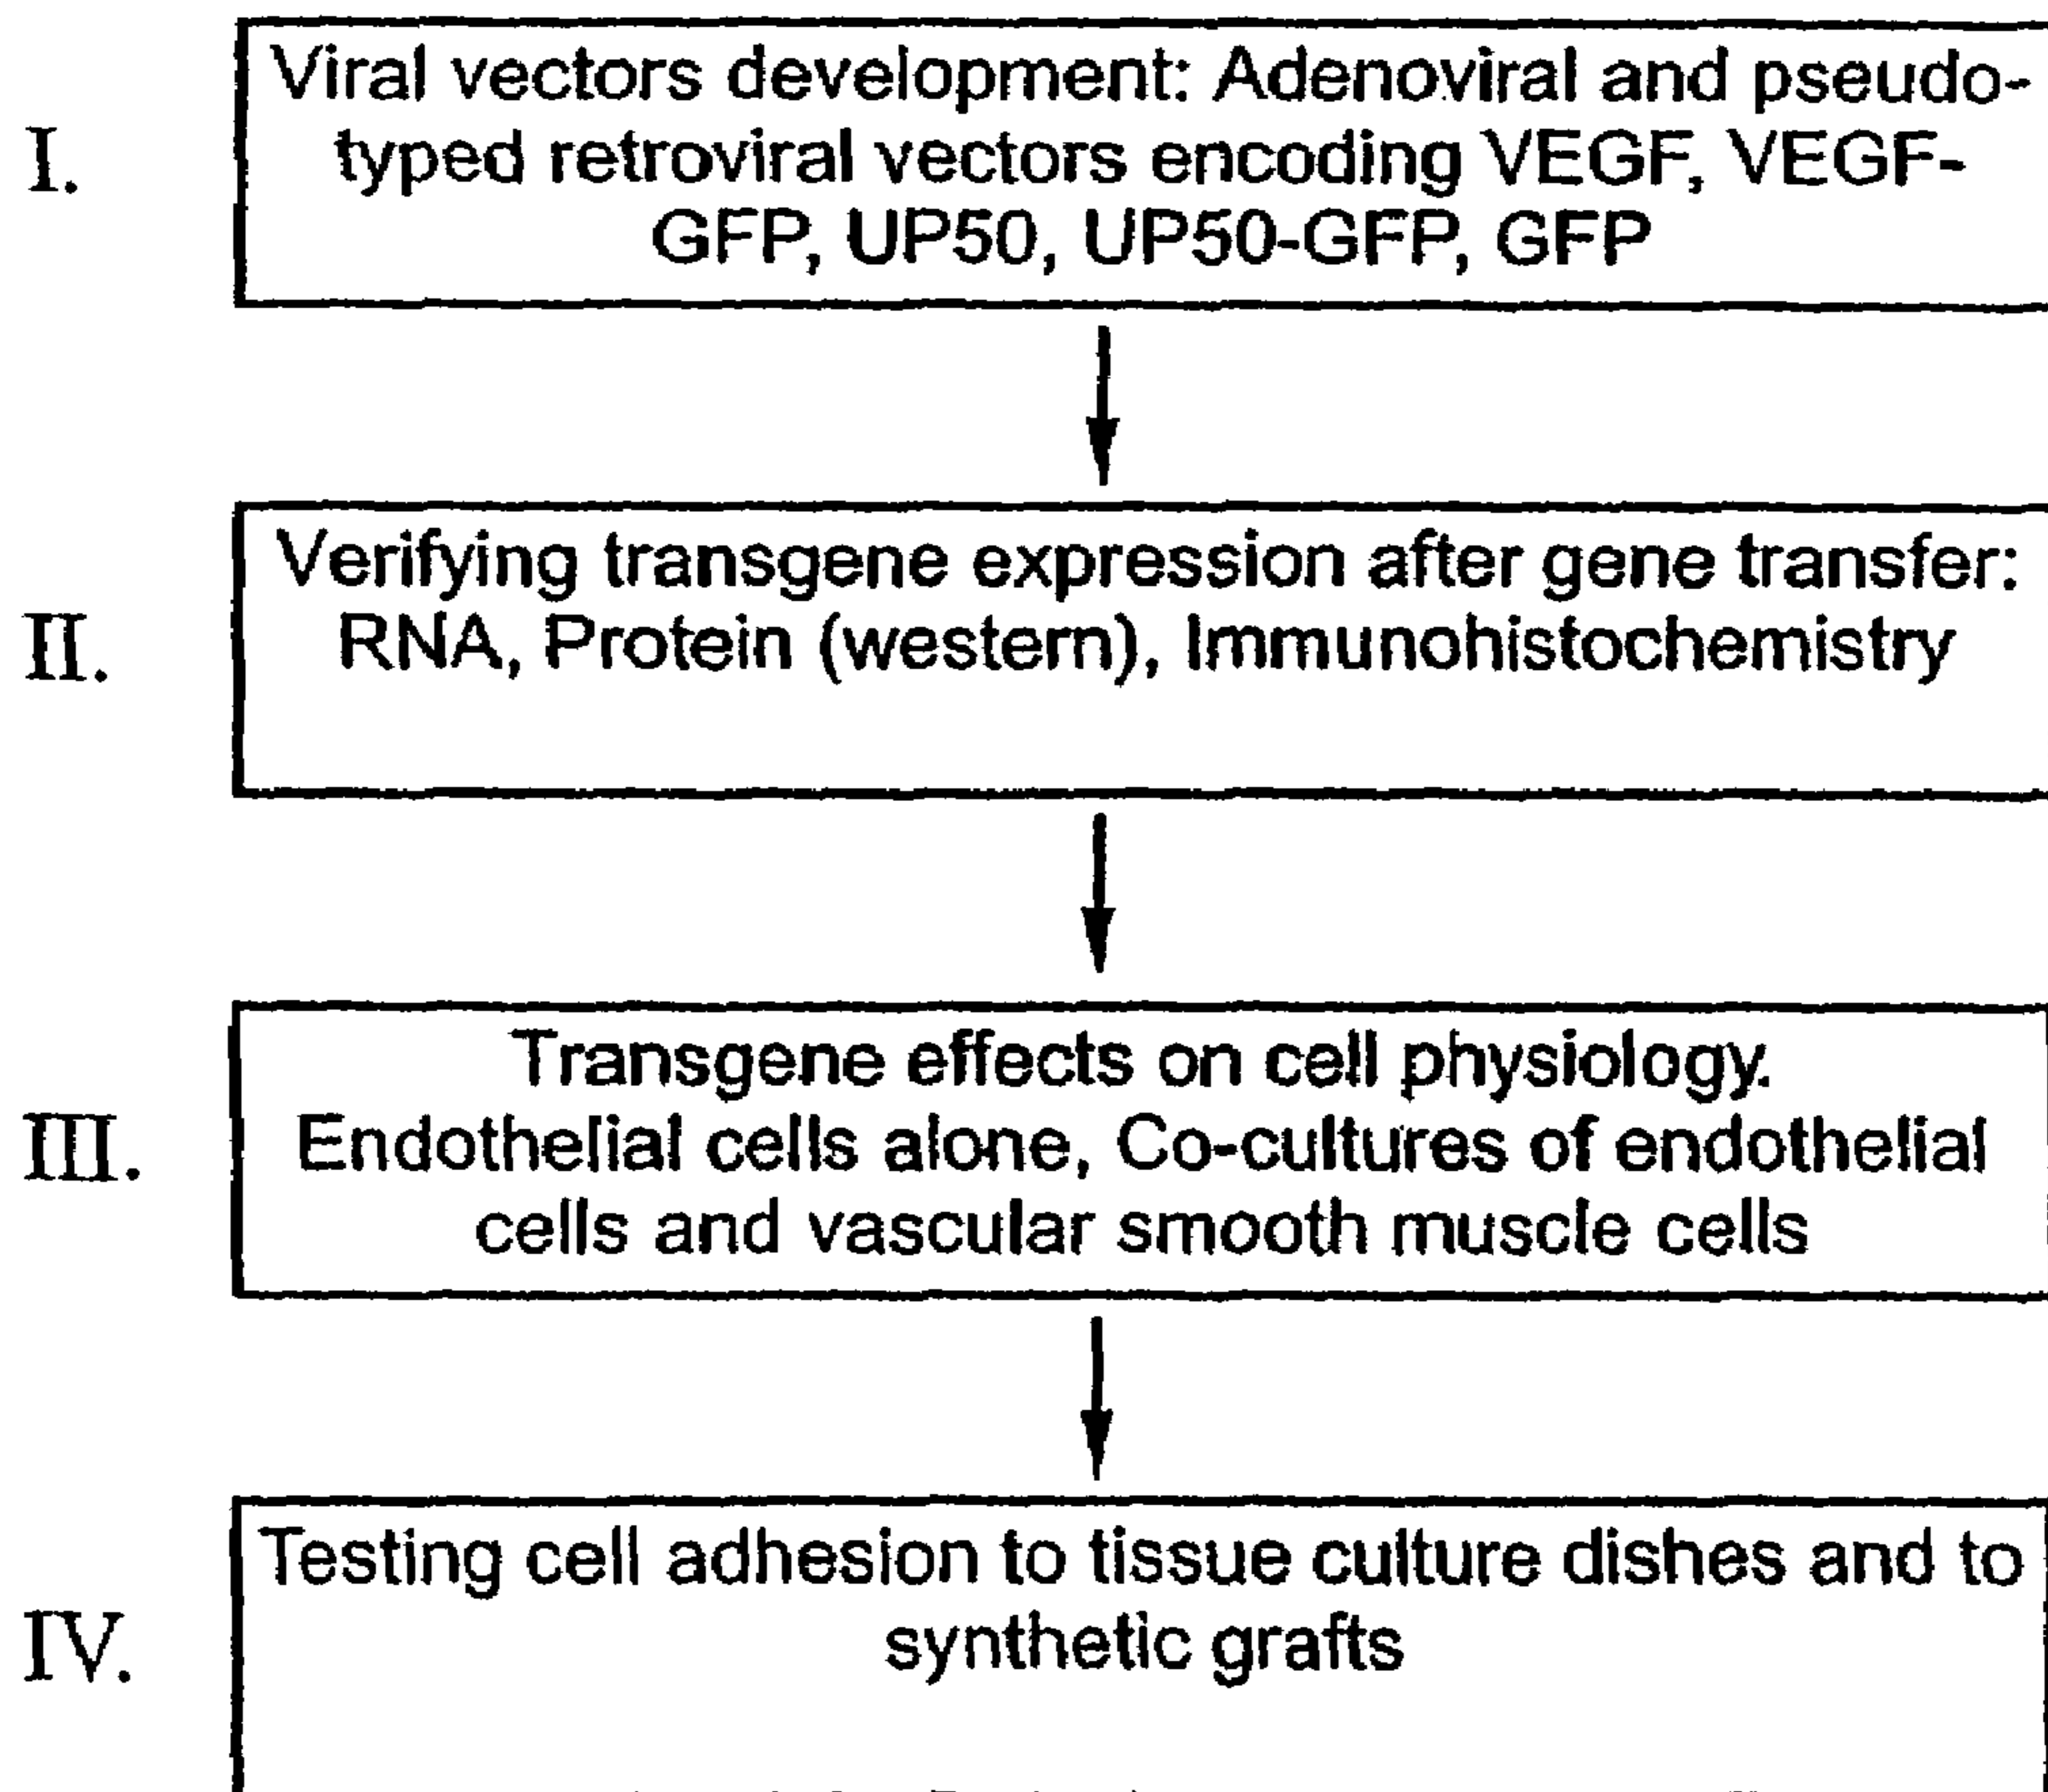 I.
Viral vectors development: Adenoviral and pseudo-
typed retroviral vectors encoding VEGF, VEGF-
GFP, UP50, UP50-GFP, GFP
II.
Verifying transgene expression after gene transfer:
RNA, Protein (western), Immunohistochemistry
III.
Transgene effects on cell physiology.
Endothelial cells alone, Co-cultures of endothelial
cells and vascular smooth muscle cells
IV.
Testing cell adhesion to tissue culture dishes and to
synthetic grafts